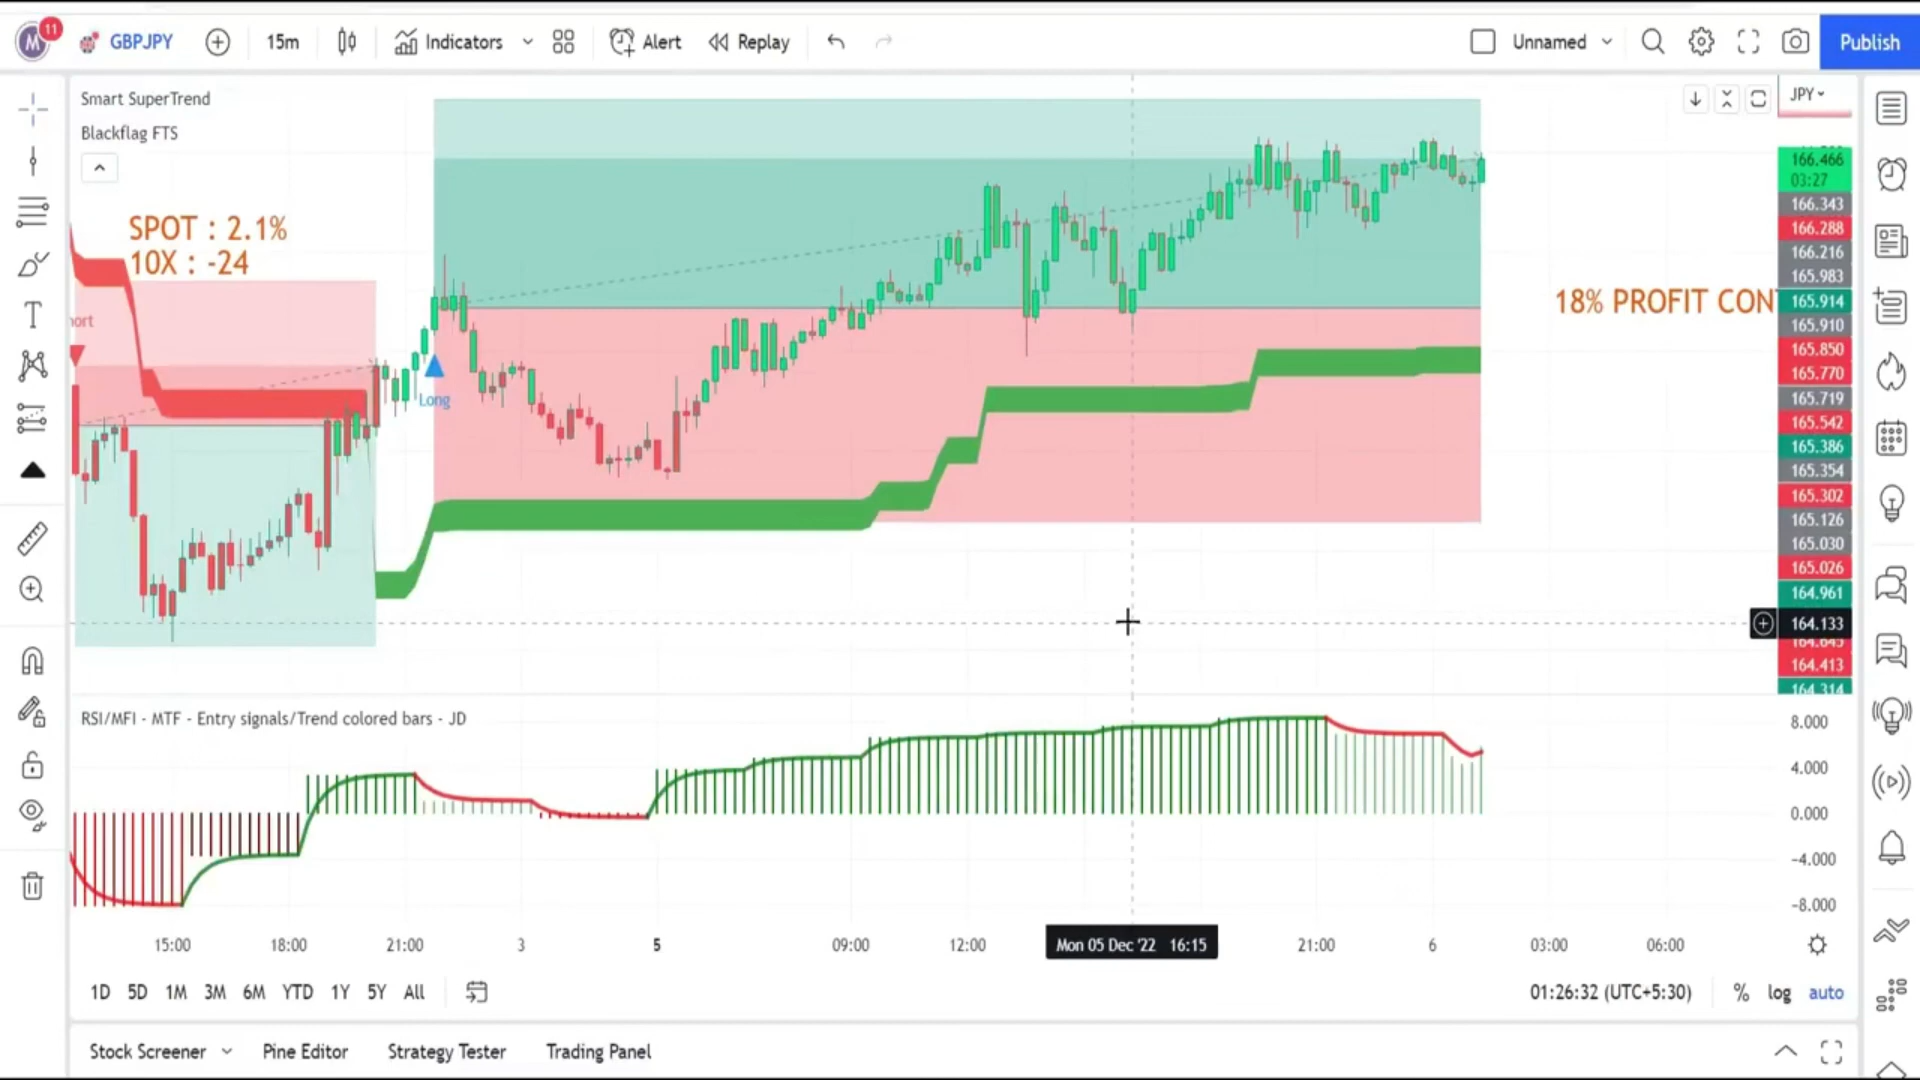 M
11
GBPJPY
15m
Indicators
Alert
Replay
Unnamed
Publish
Smart SuperTrend
Blackflag FTS
JPY
SPOT : 2.1%
10X : -24
hort
Long
18% PROFIT CON
166.466
03:27
166.343
166.288
166.216
165.983
165.914
165.910
165.850
165.770
165.719
165.542
165.386
165.354
165.302
165.126
165.030
165.026
164.961
164.133
164.413
164.314
RSI/MFI - MTF - Entry signals/Trend colored bars - JD
8.000
4.000
0.000
−4.000
−8.000
15:00 18:00 21:00 3 5 09:00 12:00 Mon 05 Dec '22 16:15 21:00 6 03:00 06:00
1D 5D 1M 3M 6M YTD 1Y 5Y All
01:26:32 (UTC+5:30) % log auto
Stock Screener Pine Editor Strategy Tester Trading Panel